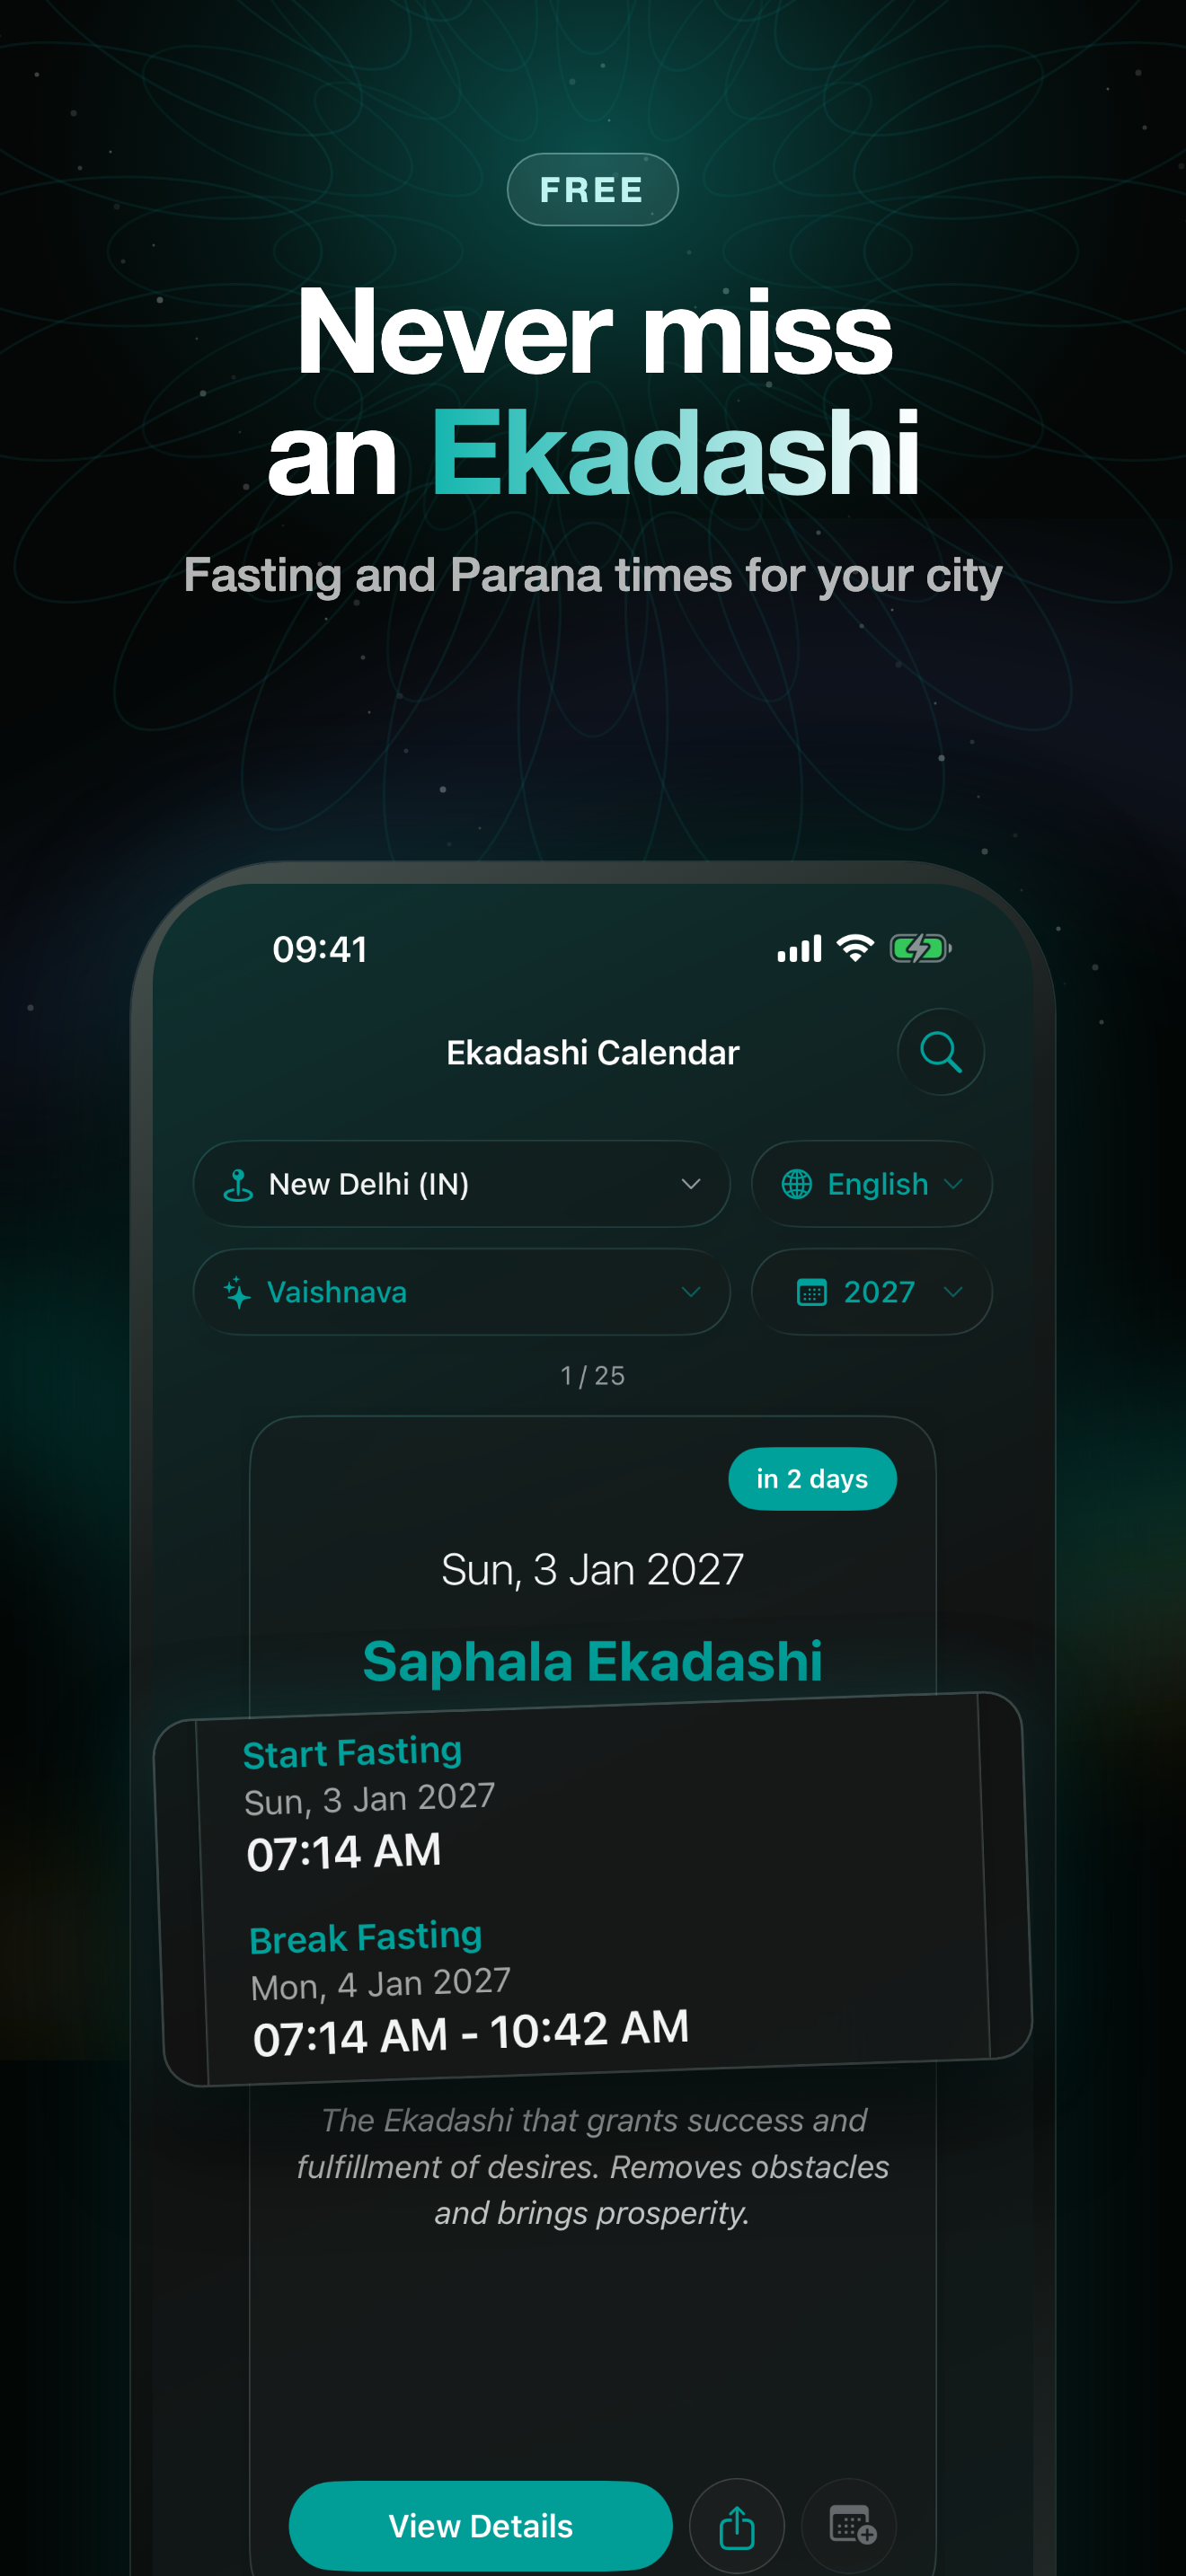 FREE
Never miss
an Ekadashi
Fasting and Parana times for your city
09:41
Ekadashi Calendar
New Delhi (IN)
English
Vaishnava
2027
1 / 25
in 2 days
Sun, 3 Jan 2027
Saphala Ekadashi
Start Fasting
Sun, 3 Jan 2027
07:14 AM
Break Fasting
Mon, 4 Jan 2027
07:14 AM - 10:42 AM
The Ekadashi that grants success and
fulfillment of desires. Removes obstacles
and brings prosperity.
View Details